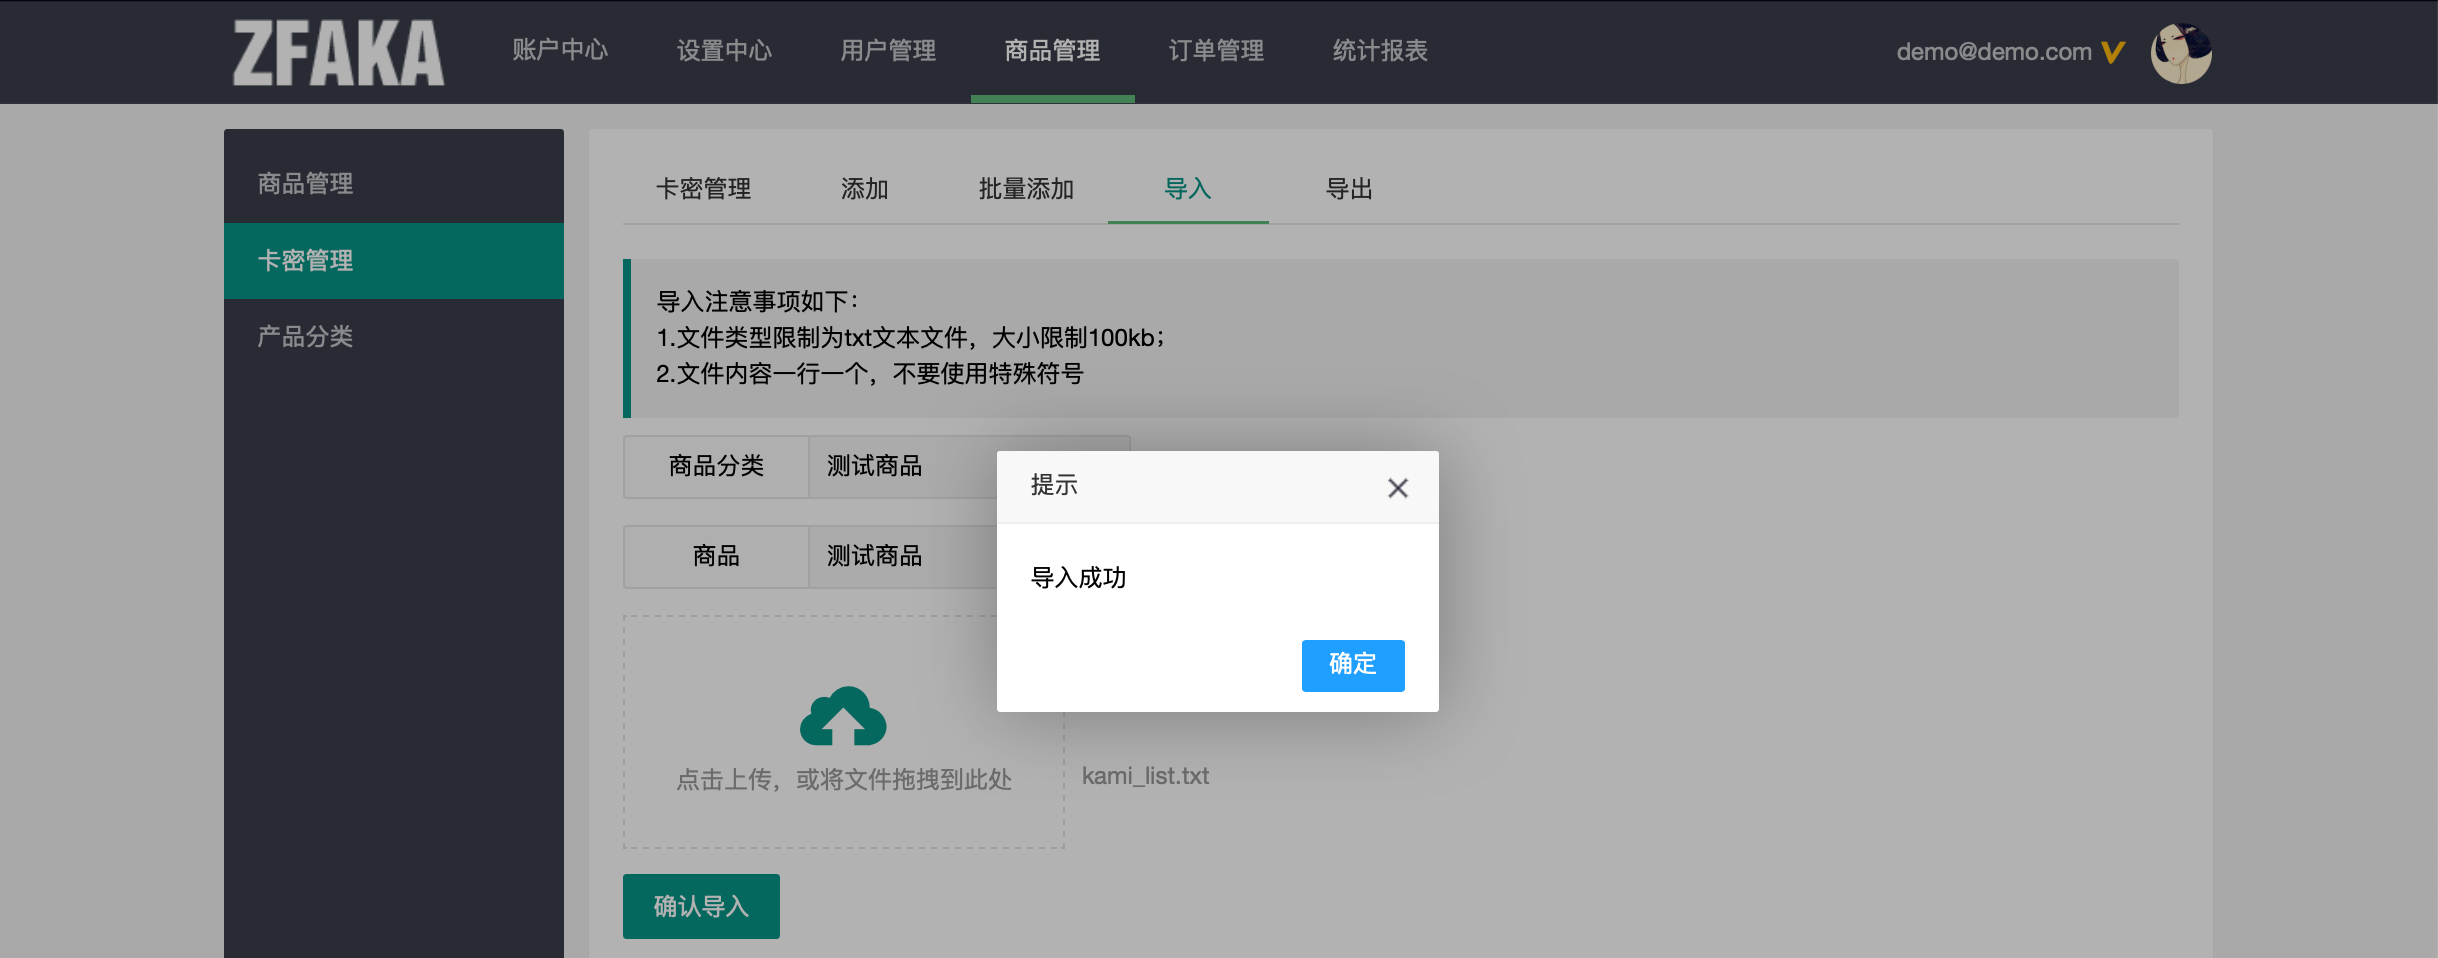 ZFAKA
账户中心
设置中心
用户管理
商品管理
订单管理
统计报表
demo@demo.com
商品管理
卡密管理
产品分类
卡密管理
添加
批量添加
导入
导出
导入注意事项如下：
1.文件类型限制为txt文本文件，大小限制100kb；
2.文件内容一行一个，不要使用特殊符号
商品分类
测试商品
商品
测试商品
提示
导入成功
确定
点击上传，或将文件拖拽到此处
kami_list.txt
确认导入